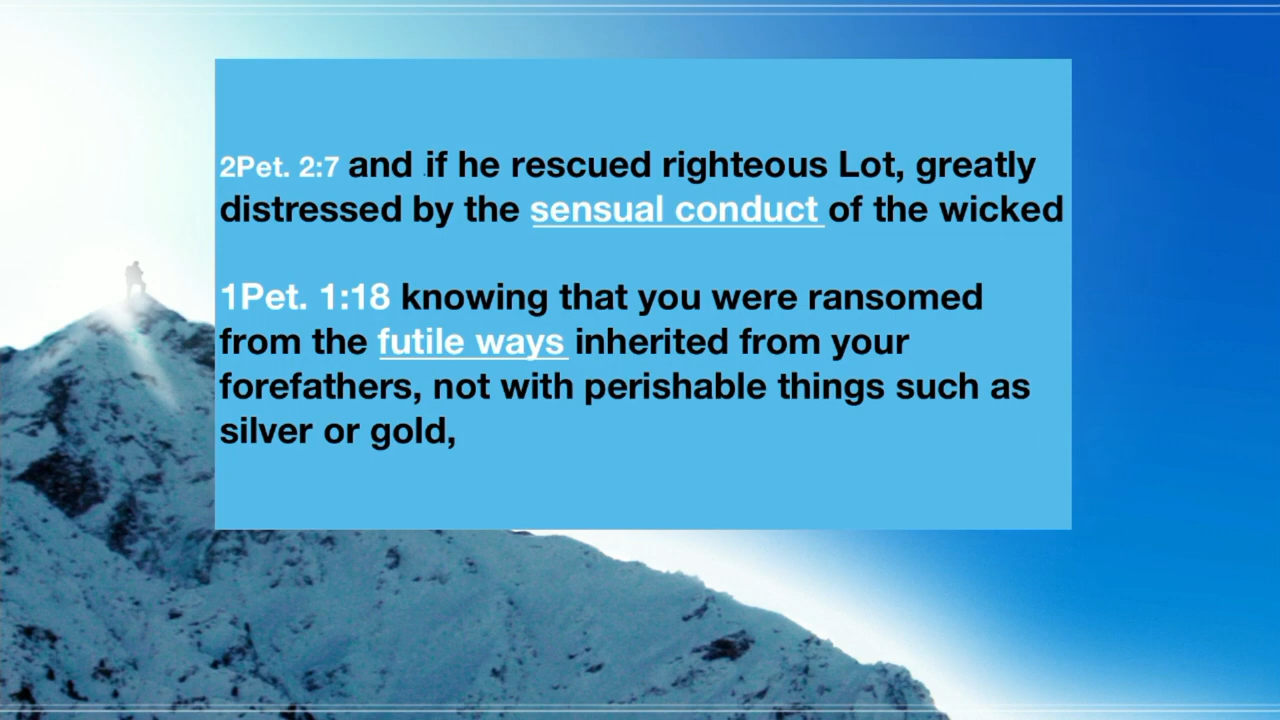 2Pet. 2:7 and if he rescued righteous Lot, greatly
distressed by the sensual conduct of the wicked
1Pet. 1:18 knowing that you were ransomed
from the futile ways inherited from your
forefathers, not with perishable things such as
silver or gold,